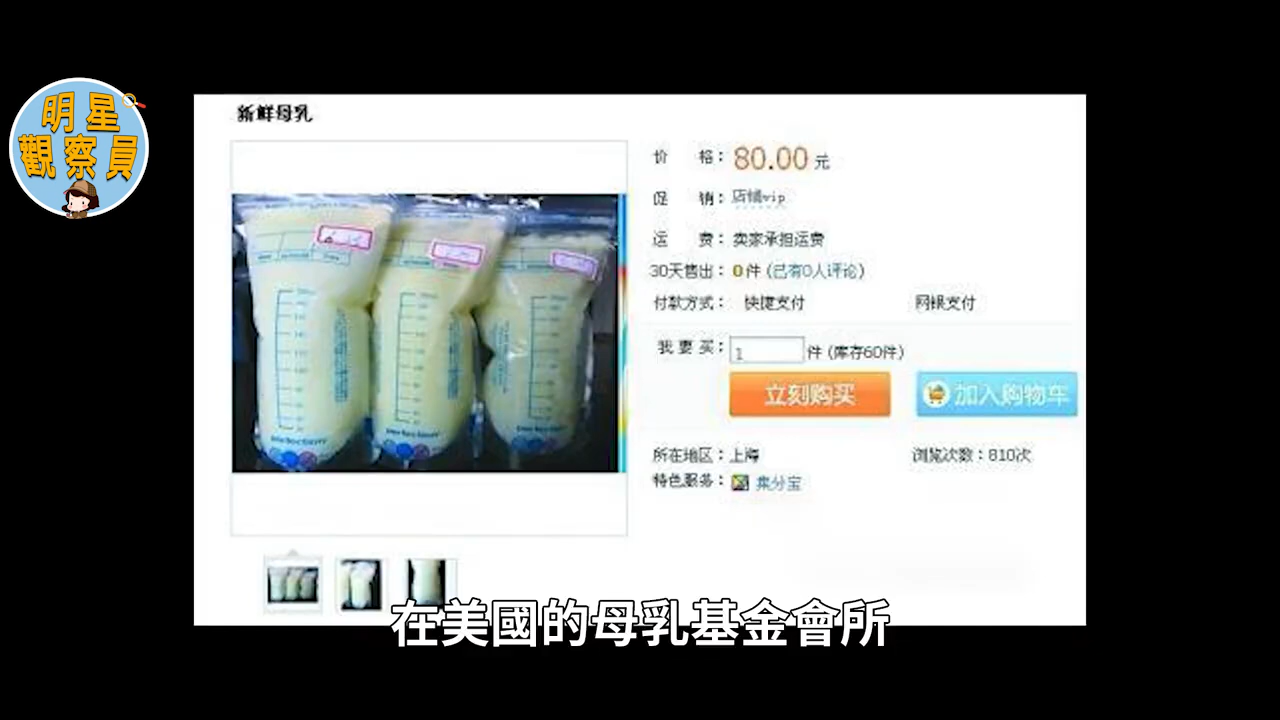 明星
觀察員
新鲜母乳
价 格：80.00元
促 销：店铺vip
运 费：卖家承担运费
30天售出：0件 (已有0人评论)
付款方式： 快捷支付 网银支付
我要买：1 件 (库存60件)
立刻购买 加入购物车
所在地区：上海 浏览次数：810次
特色服务： 集分宝
在美國的母乳基金會所